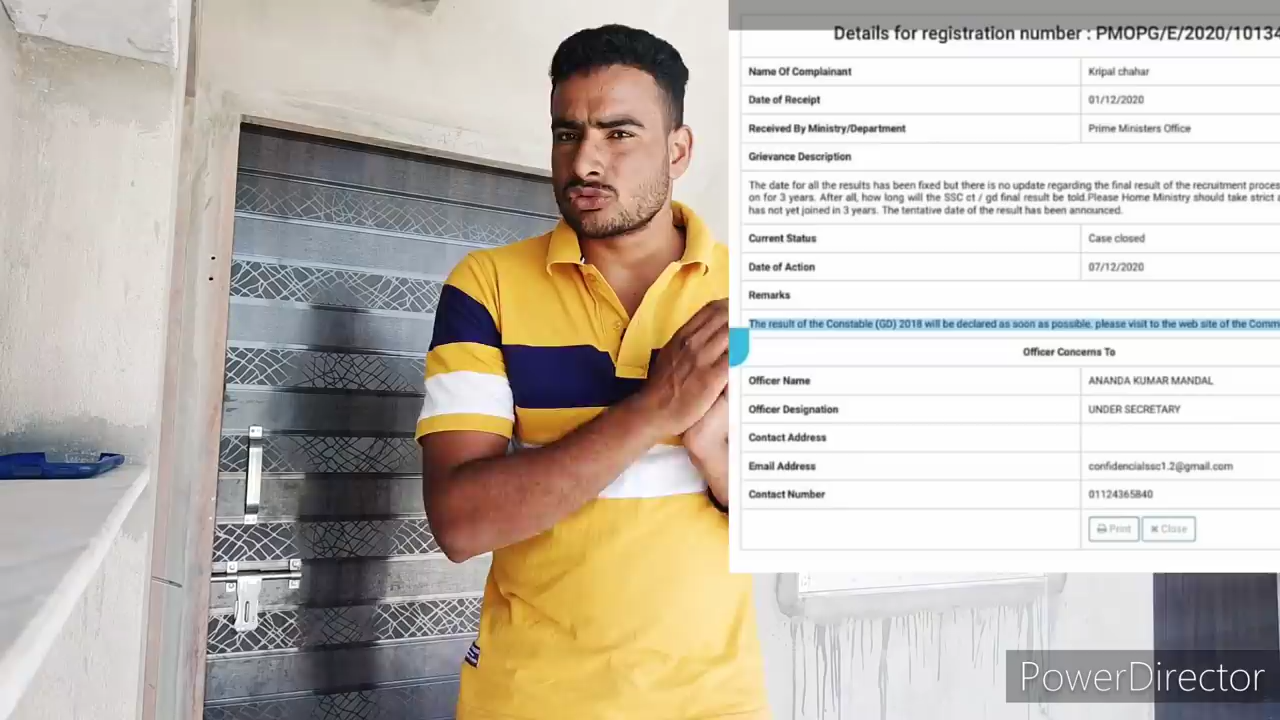 Details for registration number : PMOPG/E/2020/10134
Name Of Complainant
Kripal chahar
Date of Receipt
01/12/2020
Received By Ministry/Department
Prime Ministers Office
Grievance Description
The date for all the results has been fixed but there is no update regarding the final result of the recruitment
on for 3 years. After all, how long will the SSC ct / gd final result be told.Please Home Ministry should take strict
has not yet joined in 3 years. The tentative date of the result has been announced.
Current Status
Case closed
Date of Action
07/12/2020
Remarks
The result of the Constable (GD) 2018 will be declared as soon as possible, please visit to the web site of the
Officer Concerns To
Officer Name
ANANDA KUMAR MANDAL
Officer Designation
UNDER SECRETARY
Contact Address
Email Address
confidencialssc1.2@gmail.com
Contact Number
01124365840
Print
Close
PowerDirector